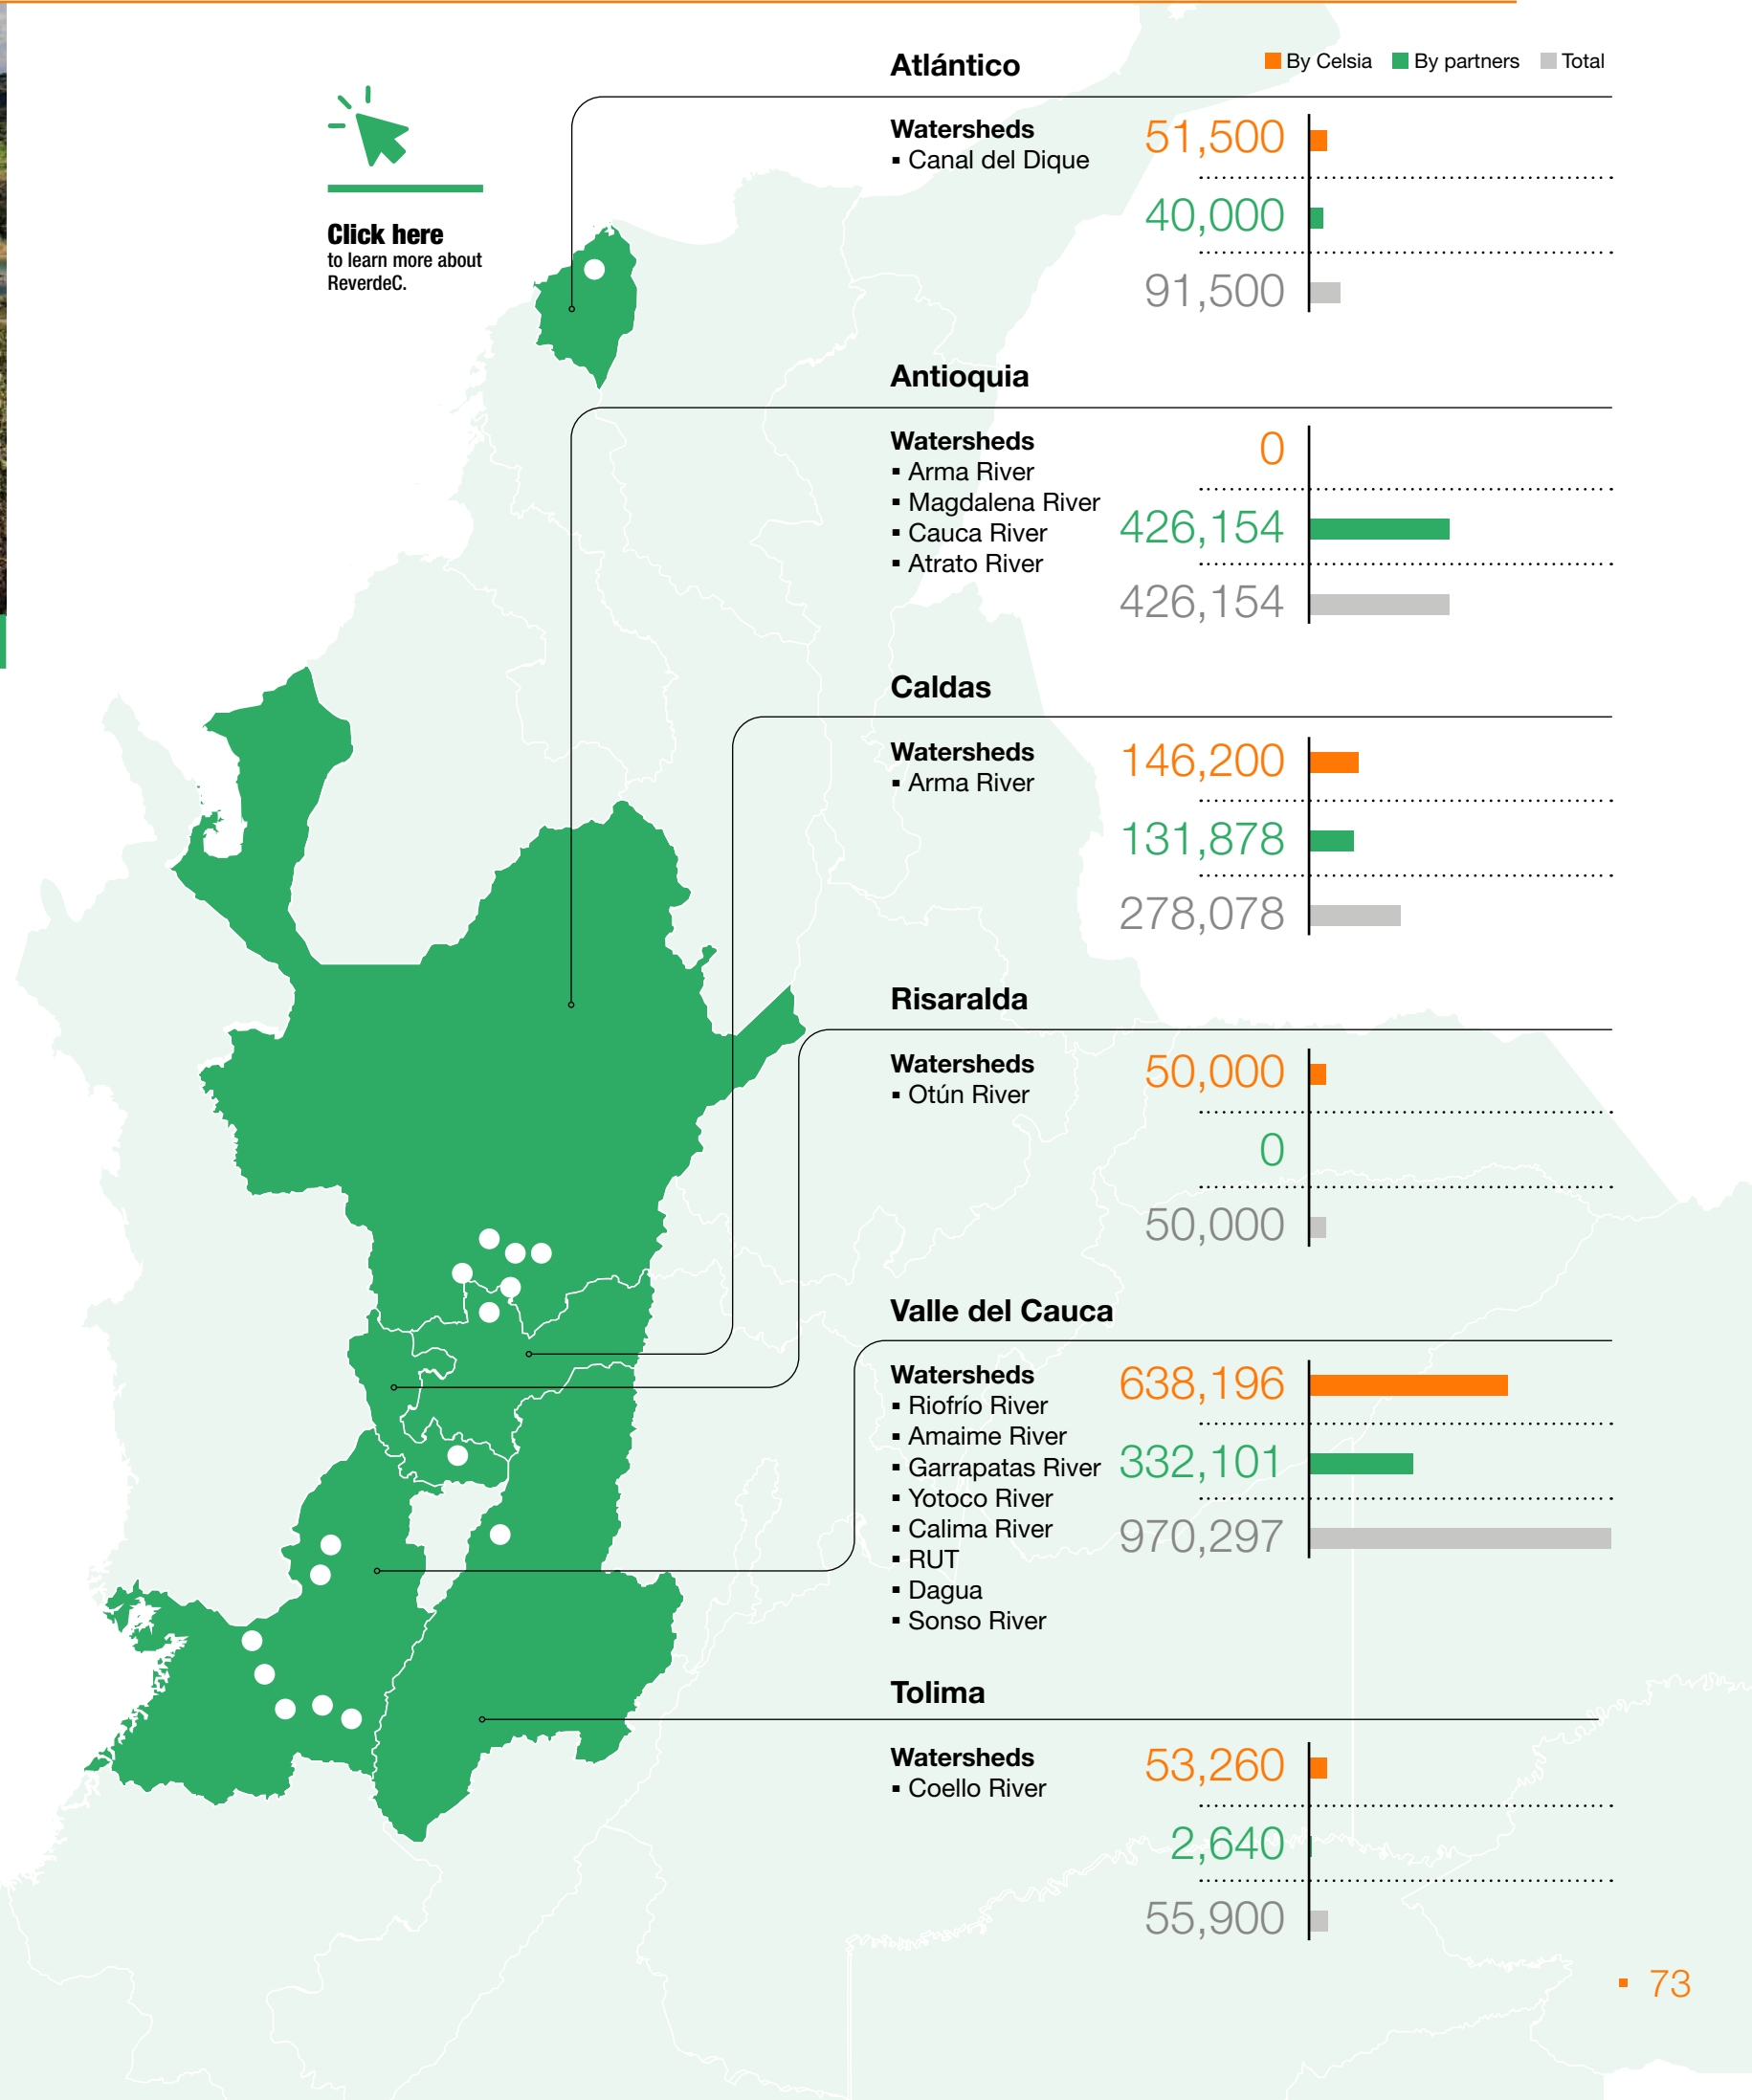 By Celsia By partners Total
Click here
to learn more about
ReverdeC.
Atlántico
Watersheds
▪ Canal del Dique
51,500
40,000
91,500
Antioquia
Watersheds
▪ Arma River
▪ Magdalena River
▪ Cauca River
▪ Atrato River
0
426,154
426,154
Caldas
Watersheds
▪ Arma River
146,200
131,878
278,078
Risaralda
Watersheds
▪ Otún River
50,000
0
50,000
Valle del Cauca
Watersheds
▪ Riofrío River
▪ Amaime River
▪ Garrapatas River
▪ Yotoco River
▪ Calima River
▪ RUT
▪ Dagua
▪ Sonso River
638,196
332,101
970,297
Tolima
Watersheds
▪ Coello River
53,260
2,640
55,900
▪ 73